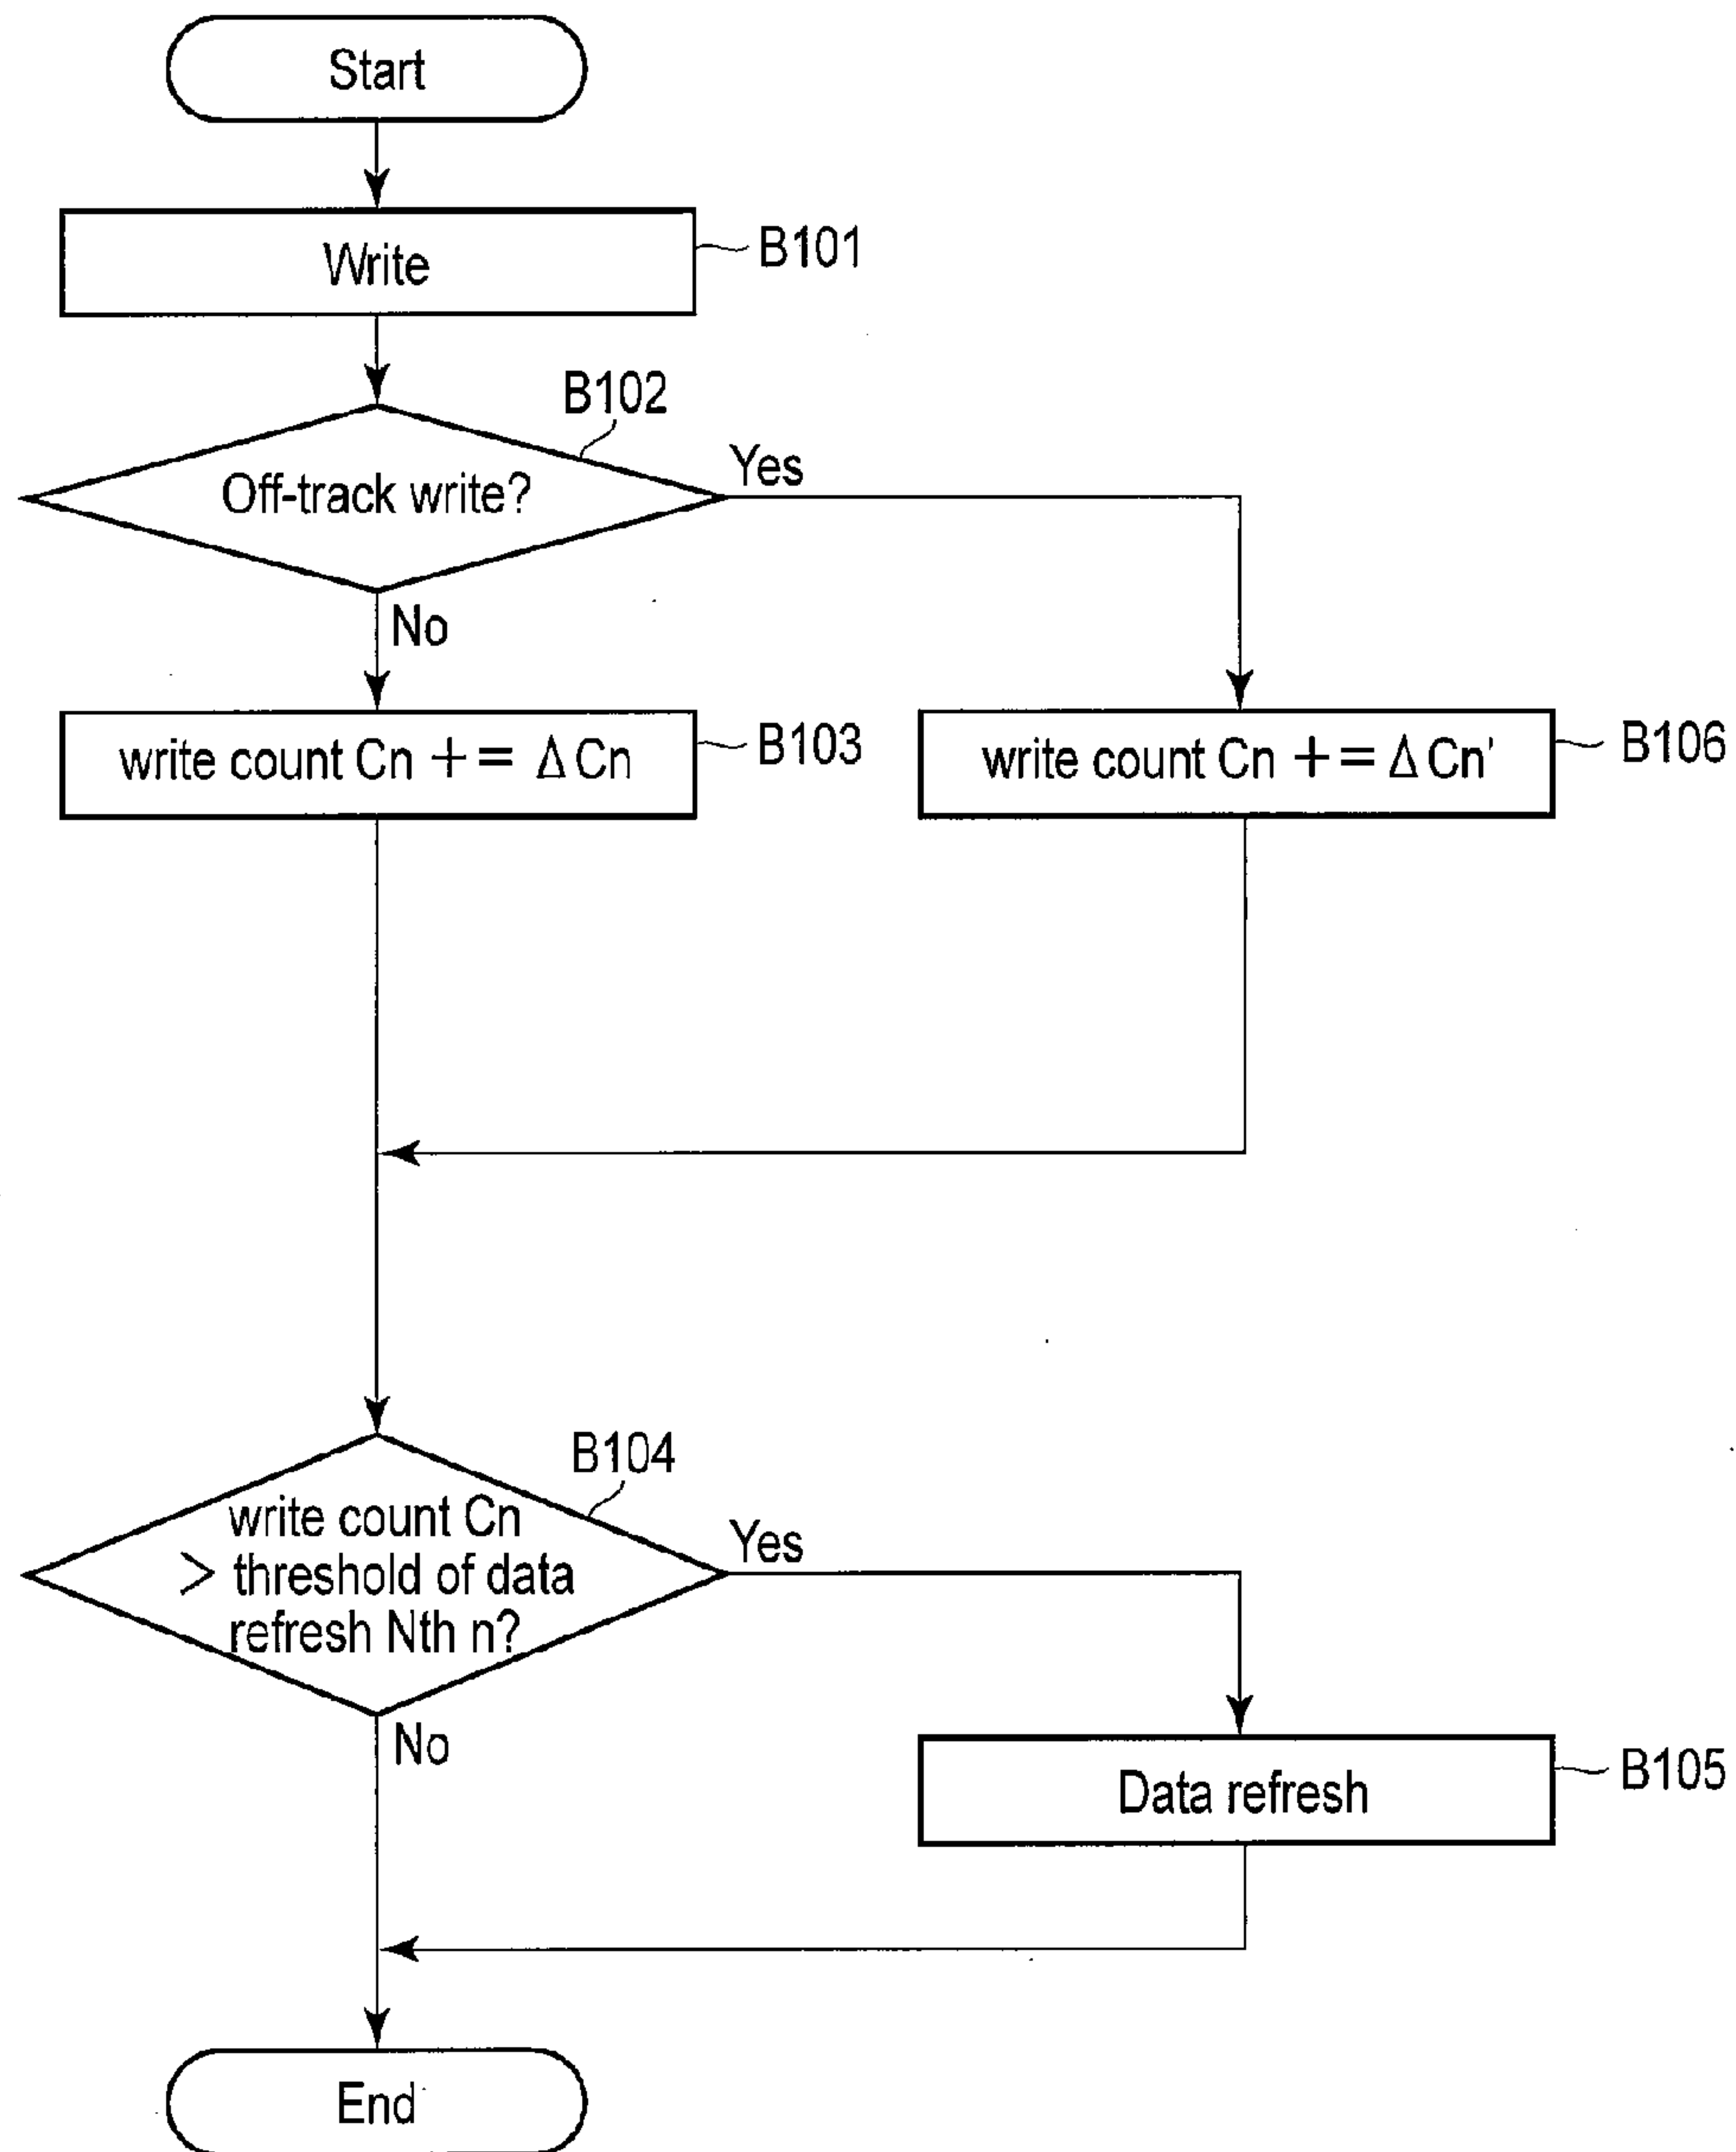 Start
Write
B101
B102
Off-track write?
Yes
No
write count Cn += ΔCn
B103
write count Cn += ΔCn'
B106
B104
write count Cn
> threshold of data
refresh Nth n?
Yes
No
Data refresh
B105
End